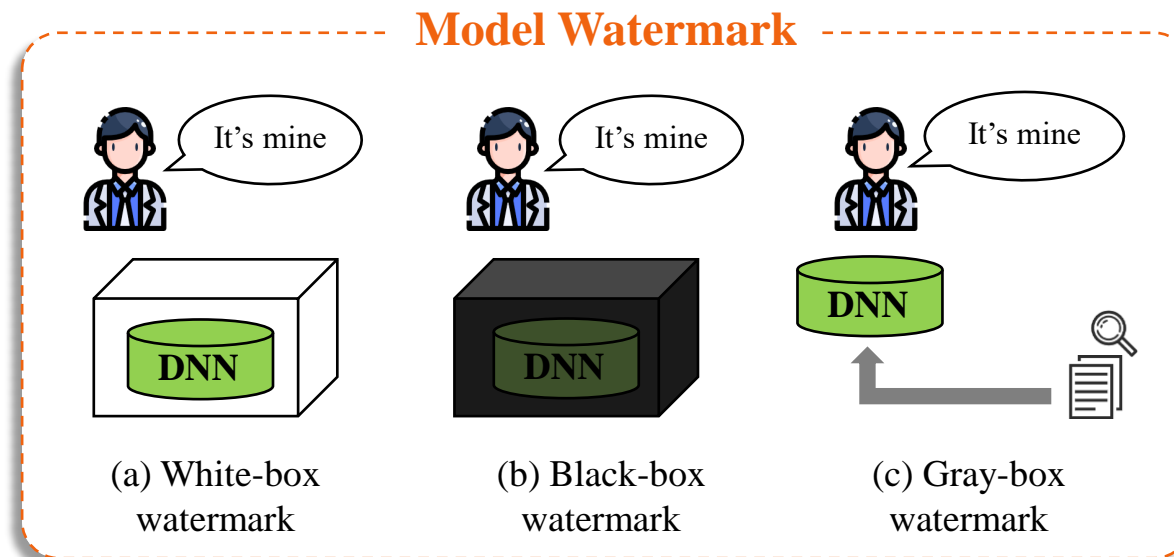 Model Watermark
It’s mine
It’s mine
It’s mine
DNN
DNN
DNN
(a) White-box
watermark
(b) Black-box
watermark
(c) Gray-box
watermark